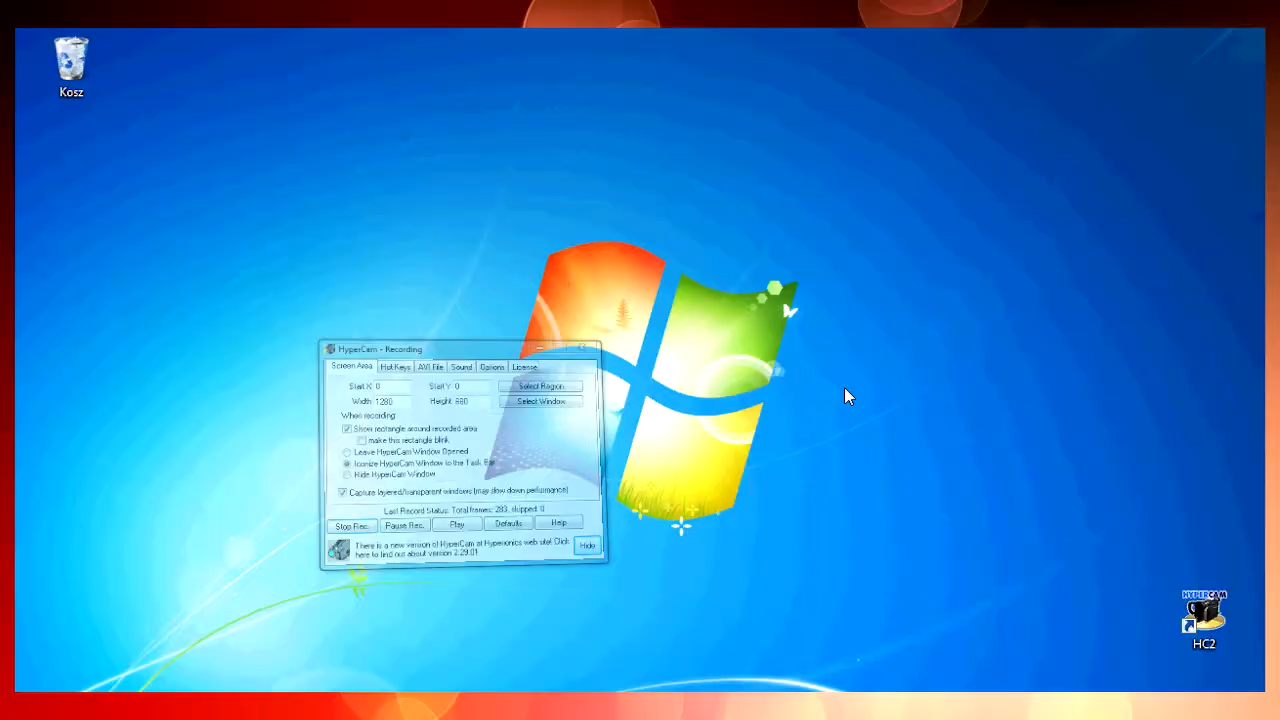 Kosz
HyperCam - Recording
Screen Area Hot Keys AVI File Sound Options License
Start X 0 Start Y 0 Select Region
Width 1280 Height 680 Select Window
When recording:
Show rectangle around recorded area
make this rectangle blink
Leave HyperCam Window Opened
Iconize HyperCam Window to the Task Bar
Hide HyperCam Window
Capture layered/transparent windows (may slow down performance)
Last Record Status: Total frames: 283, skipped: 0
Stop Rec. Pause Rec. Play Defaults Help
There is a new version of HyperCam at Hyperionics web site! Click
here to find out about version 2.29.01
Hide
HYPERCAM
HC2